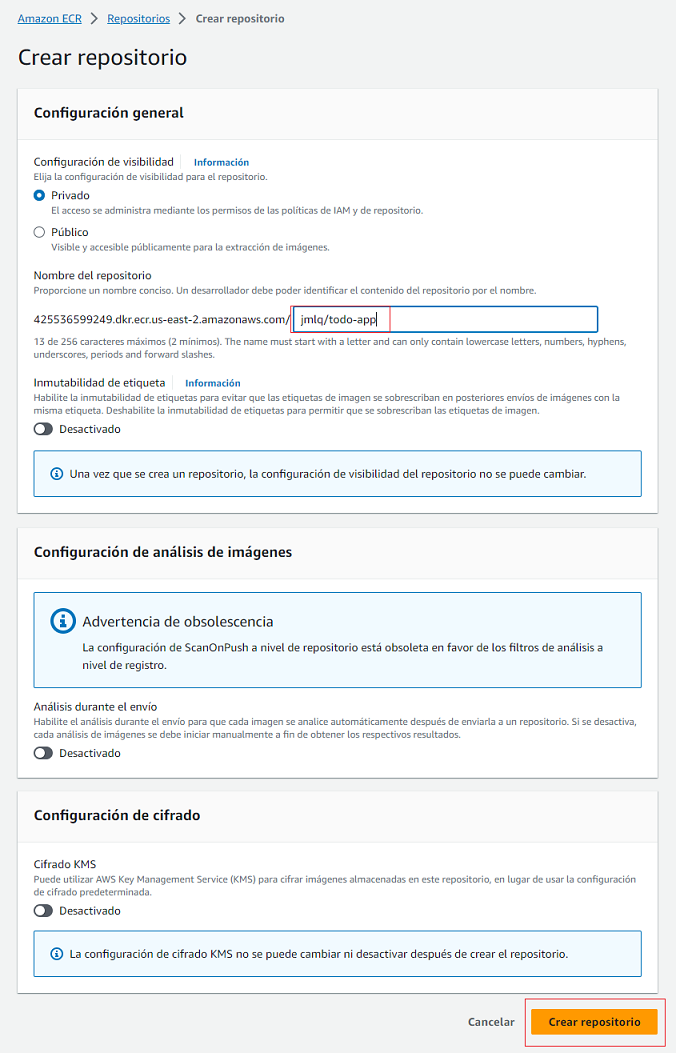 Amazon ECR > Repositorios > Crear repositorio
Crear repositorio
Configuración general
Configuración de visibilidad Información
Elija la configuración de visibilidad para el repositorio.
Privado
El acceso se administra mediante los permisos de las políticas de IAM y de repositorio.
Público
Visible y accesible públicamente para la extracción de imágenes.
Nombre del repositorio
Proporcione un nombre conciso. Un desarrollador debe poder identificar el contenido del repositorio por el nombre.
425536599249.dkr.ecr.us-east-2.amazonaws.com/ jmlq/todo-app
13 de 256 caracteres máximos (2 mínimos). The name must start with a letter and can only contain lowercase letters, numbers, hyphens,
underscores, periods and forward slashes.
Inmutabilidad de etiqueta Información
Habilite la inmutabilidad de etiquetas para evitar que las etiquetas de imagen se sobrescriban en posteriores envíos de imágenes con la
misma etiqueta. Deshabilite la inmutabilidad de etiquetas para permitir que se sobrescriban las etiquetas de imagen.
Desactivado
Una vez que se crea un repositorio, la configuración de visibilidad del repositorio no se puede cambiar.
Configuración de análisis de imágenes
Advertencia de obsolescencia
La configuración de ScanOnPush a nivel de repositorio está obsoleta en favor de los filtros de análisis a
nivel de registro.
Análisis durante el envío
Habilite el análisis durante el envío para que cada imagen se analice automáticamente después de enviarla a un repositorio. Si se desactiva,
cada análisis de imágenes se debe iniciar manualmente a fin de obtener los respectivos resultados.
Desactivado
Configuración de cifrado
Cifrado KMS
Puede utilizar AWS Key Management Service (KMS) para cifrar imágenes almacenadas en este repositorio, en lugar de usar la configuración
de cifrado predeterminada.
Desactivado
La configuración de cifrado KMS no se puede cambiar ni desactivar después de crear el repositorio.
Cancelar Crear repositorio